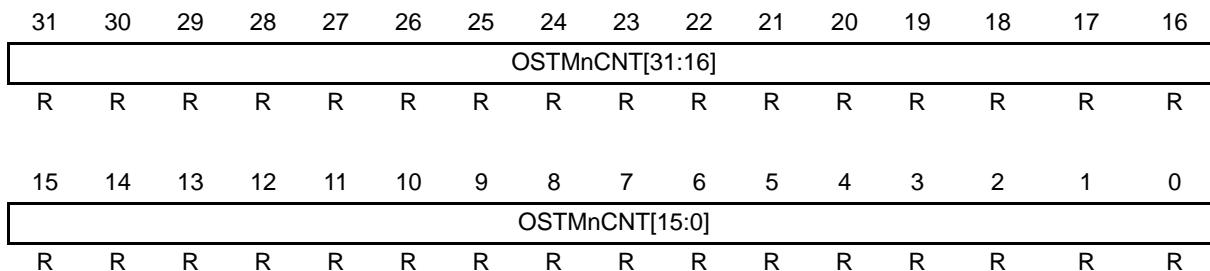 31 30 29 28 27 26 25 24 23 22 21 20 19 18 17 16
OSTMnCNT[31:16]
R R R R R R R R R R R R R R R R
15 14 13 12 11 10 9 8 7 6 5 4 3 2 1 0
OSTMnCNT[15:0]
R R R R R R R R R R R R R R R R